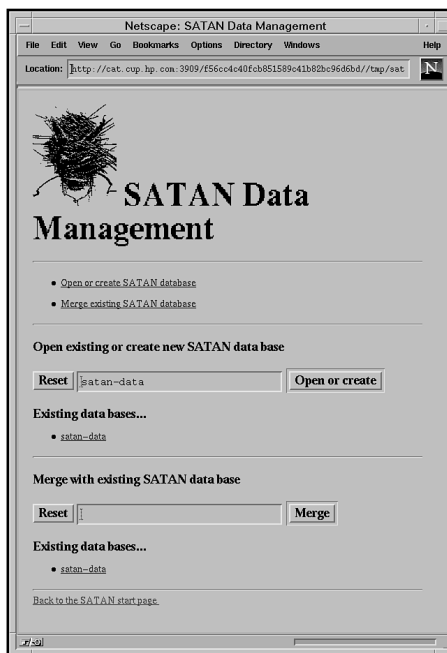 Netscape: SATAN Data Management
File Edit View Go Bookmarks Options Directory Windows Help
Location: http://cat.cup.hp.com:3909/f56cc4c40fcb851589c41b82bc96d6bd//tmp/sat
N
SATAN Data
Management
Open or create SATAN database
Merge existing SATAN database
Open existing or create new SATAN data base
Reset satan-data Open or create
Existing data bases...
satan-data
Merge with existing SATAN data base
Reset Merge
Existing data bases...
satan-data
Back to the SATAN start page